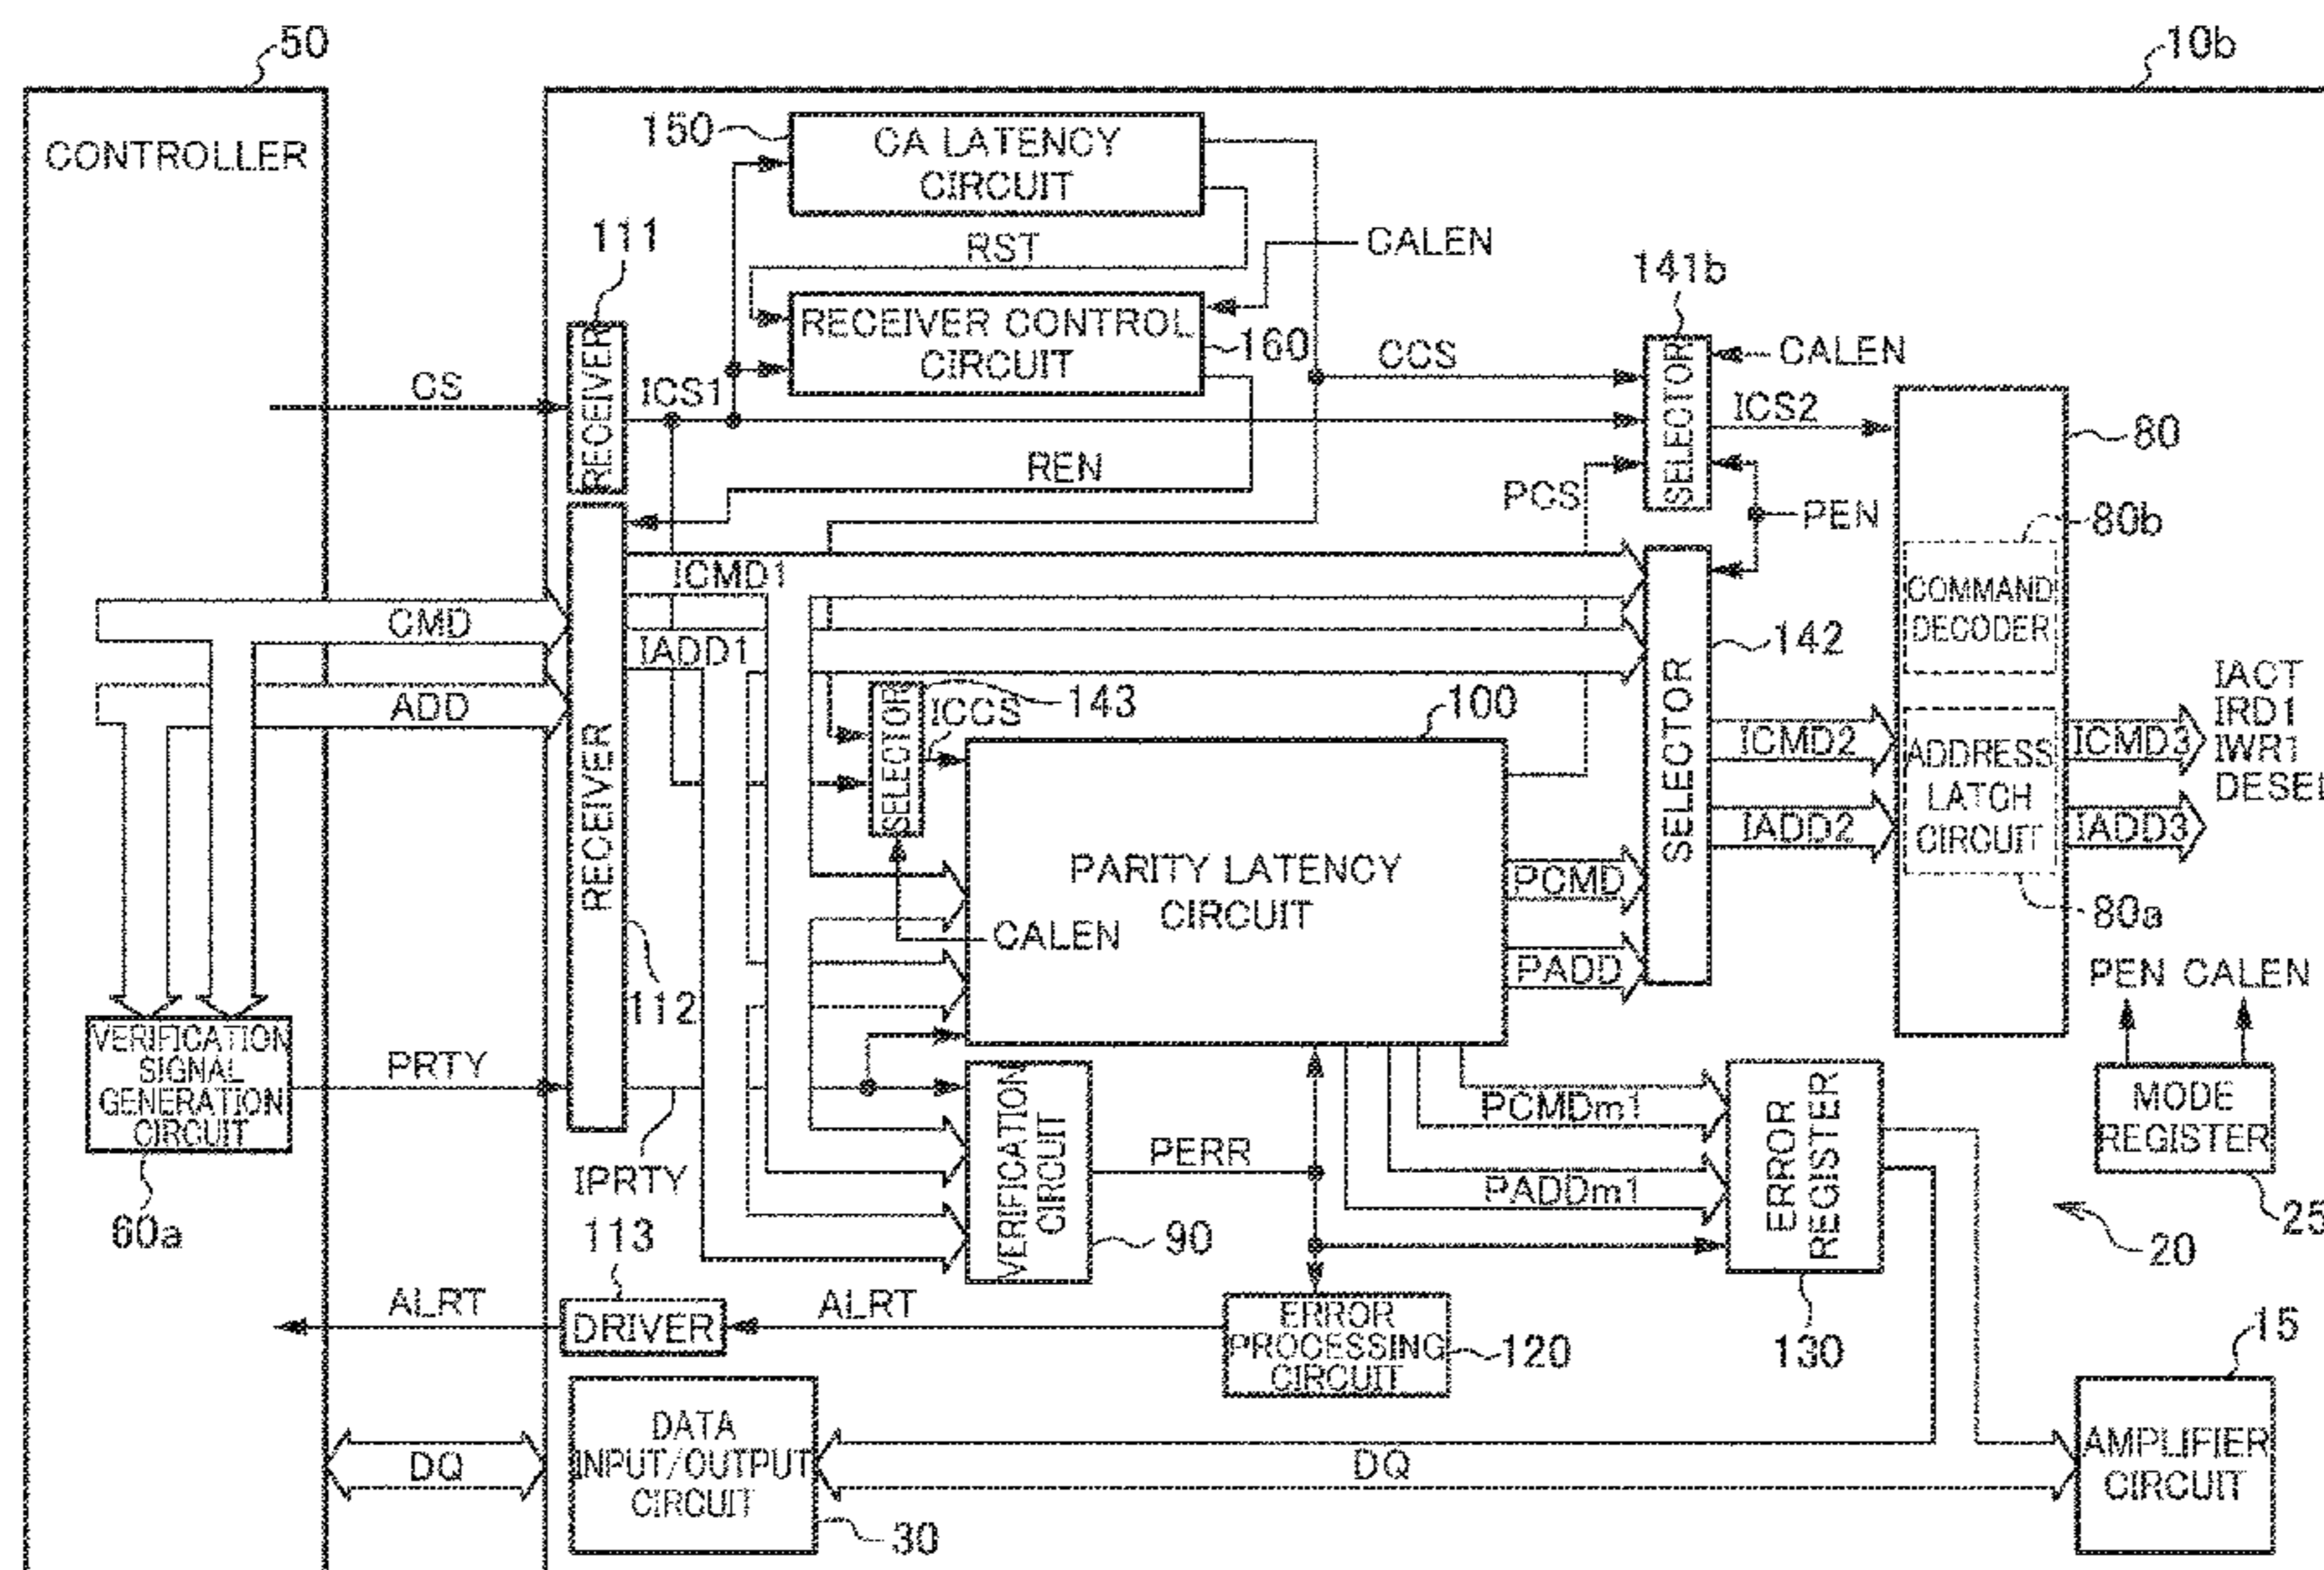 50
10b
CONTROLLER
150
CA LATENCY
CIRCUIT
111
RST
CALEN
141b
RECEIVER CONTROL
CIRCUIT
160
RECEIVER
CS
ICS1
CCS
SELECTOR
CALEN
ICS2
80
REN
PCS
PEN
80b
ICMD1
CMD
COMMAND
DECODER
142
IADD1
ADD
143
SELECTOR
ICCS
100
RECEIVER
SELECTOR
ICMD2
ADDRESS
LATCH
CIRCUIT
ICMD3
IACT
IRD1
IWR1
DESEL
IADD2
IADD3
PARITY LATENCY
CIRCUIT
PCMD
80a
CALEN
PADD
PEN
CALEN
112
VERIFICATION
SIGNAL
GENERATION
CIRCUIT
PRTY
VERIFICATION
CIRCUIT
PCMDm1
ERROR
REGISTER
MODE
REGISTER
IPRTY
PERR
PADDm1
60a
113
90
20
25
ALRT
DRIVER
ALRT
ERROR
PROCESSING
CIRCUIT
120
130
15
DATA
INPUT/OUTPUT
CIRCUIT
DQ
DQ
AMPLIFIER
CIRCUIT
30